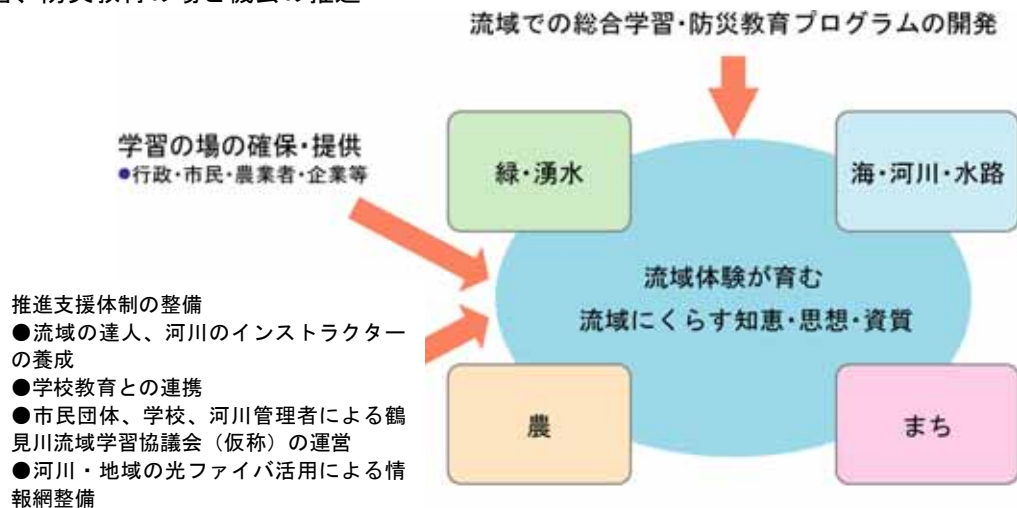 流域での総合学習・防災教育プログラムの開発
学習の場の確保・提供
●行政・市民・農業者・企業等
緑・湧水
海・河川・水路
流域体験が育む
流域にくらす知恵・思想・資質
推進支援体制の整備
●流域の達人、河川のインストラクター
の養成
●学校教育との連携
●市民団体、学校、河川管理者による鶴
見川流域学習協議会（仮称）の運営
●河川・地域の光ファイバ活用による情
報網整備
農
まち